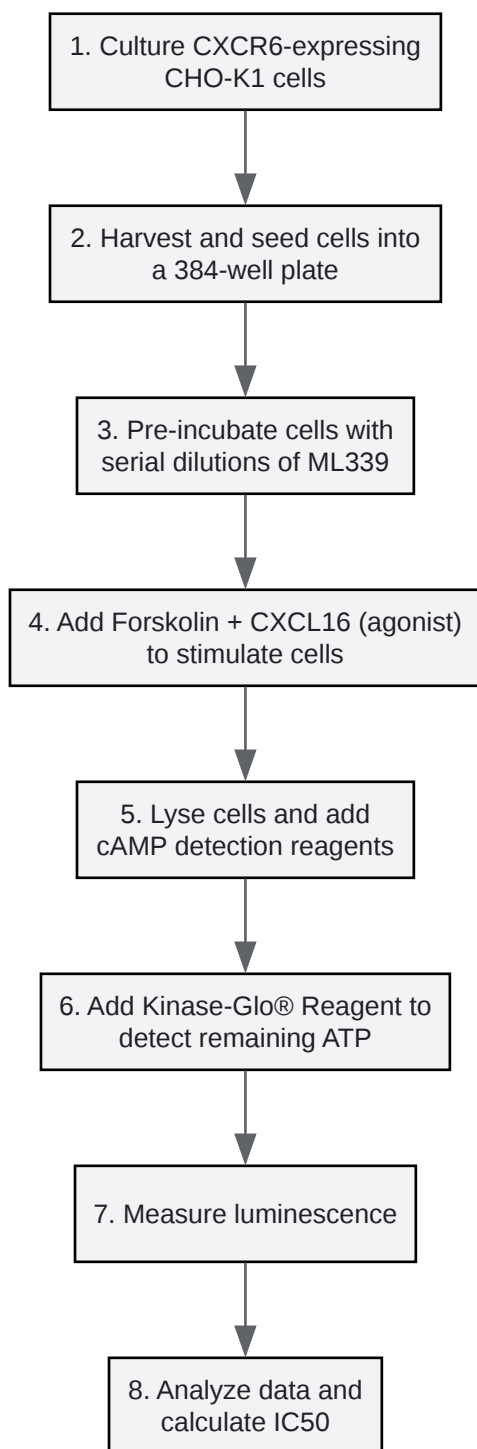 1. Culture CXCR6-expressing
CHO-K1 cells
2. Harvest and seed cells into
a 384-well plate
3. Pre-incubate cells with
serial dilutions of ML339
4. Add Forskolin + CXCL16 (agonist)
to stimulate cells
5. Lyse cells and add
cAMP detection reagents
6. Add Kinase-Glo® Reagent to
detect remaining ATP
7. Measure luminescence
8. Analyze data and
calculate IC50